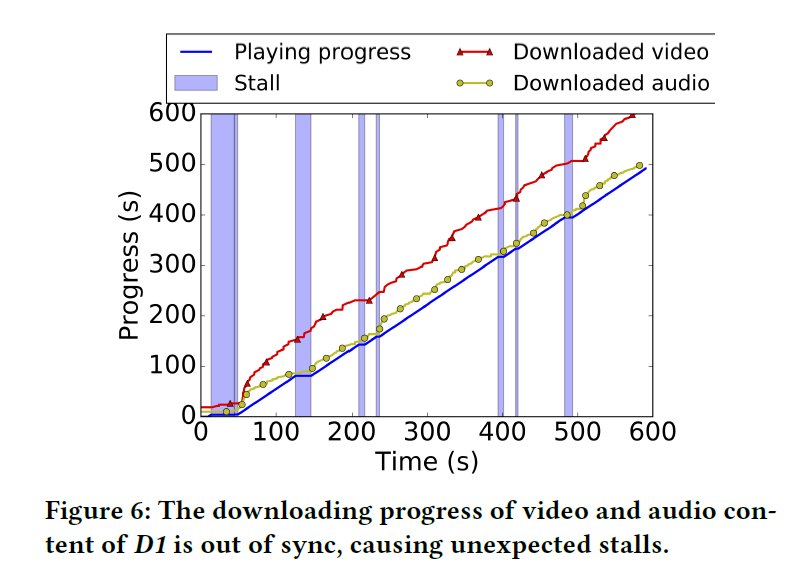 Playing progress
Downloaded video
Stall
Downloaded audio
600
500
400
300
200
100
0
Progress (s)
0 100 200 300 400 500 600
Time (s)
Figure 6: The downloading progress of video and audio con-
tent of D1 is out of sync, causing unexpected stalls.